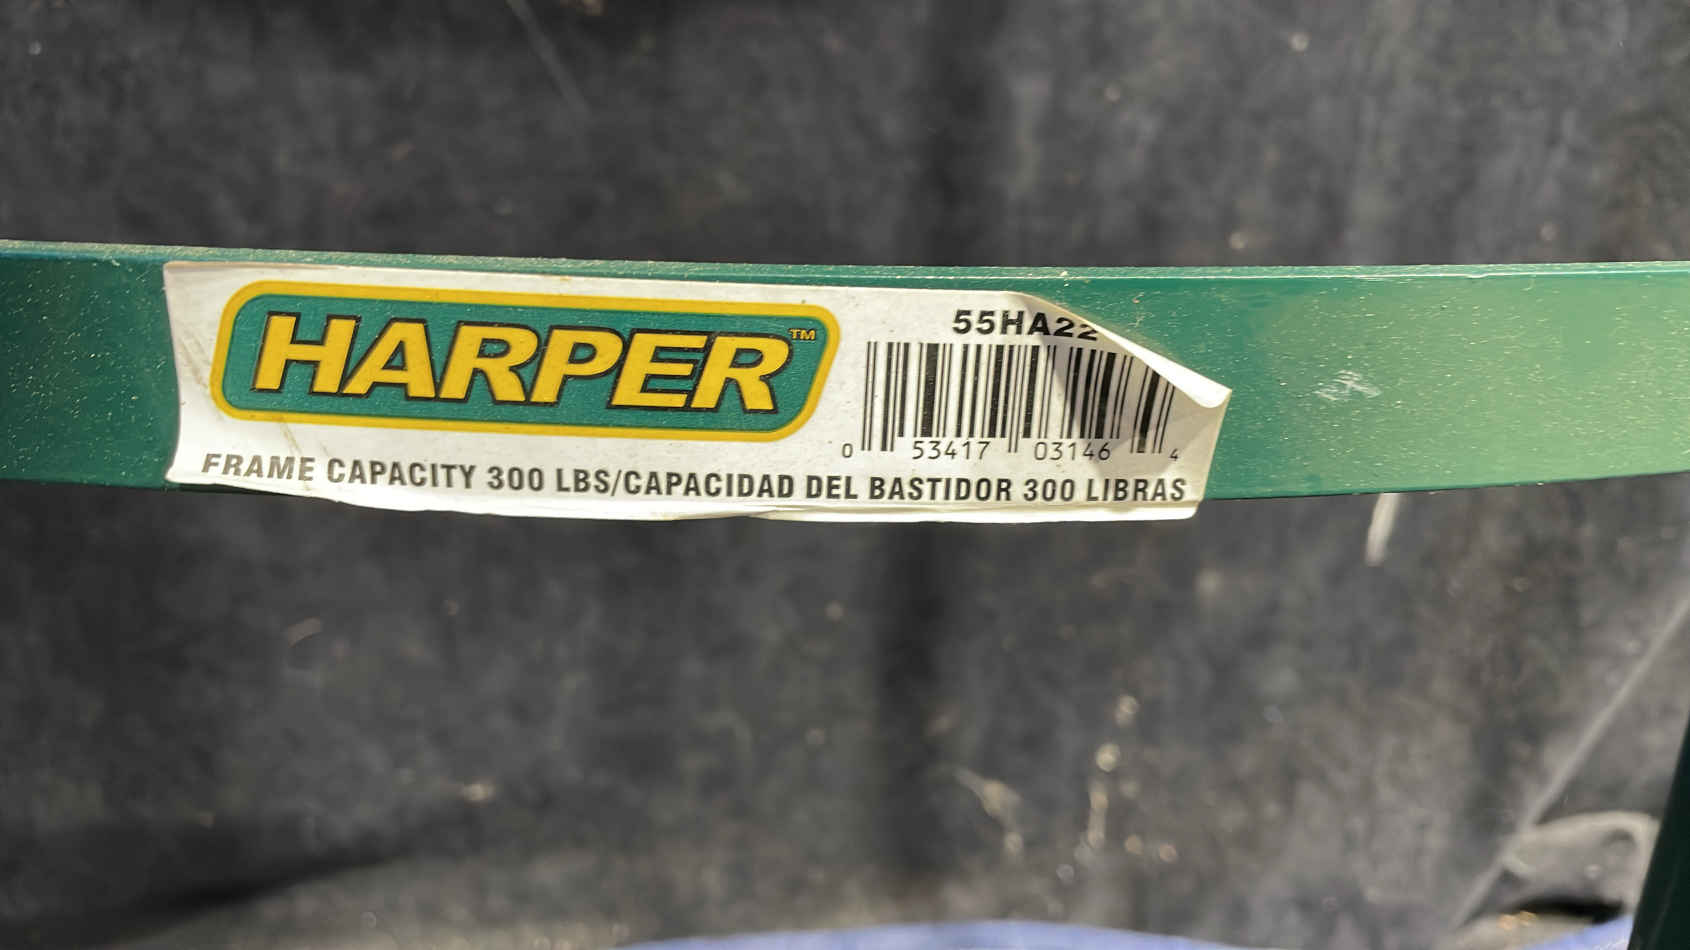 HARPER™
55HA22
0 53417 03146 4
FRAME CAPACITY 300 LBS/CAPACIDAD DEL BASTIDOR 300 LIBRAS